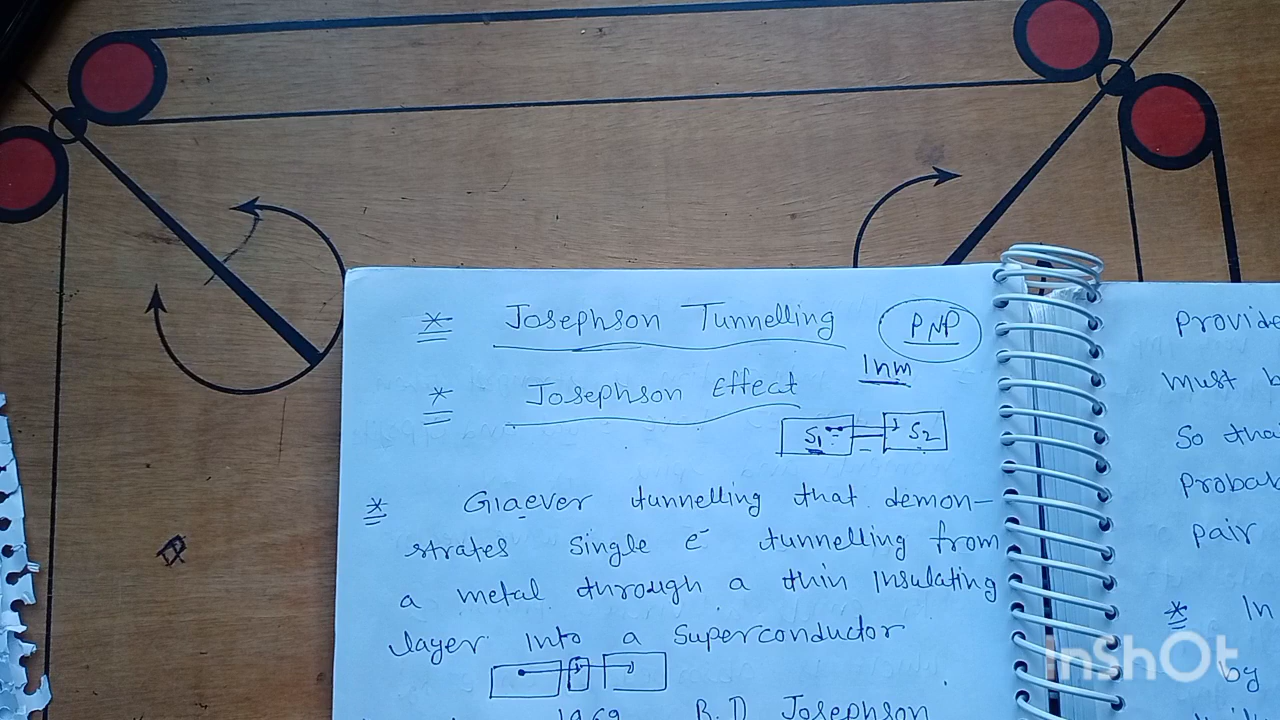 * Josephson Tunnelling PNP
1nm
* Josephson Effect
S1 S2
* Giaever tunnelling that demon-
strates single e- tunnelling from
a metal through a thin Insulating
layer Into a Superconductor
B.D Josephson
Provide
must b
So tha
Probab
pair
* In
by
InShOt